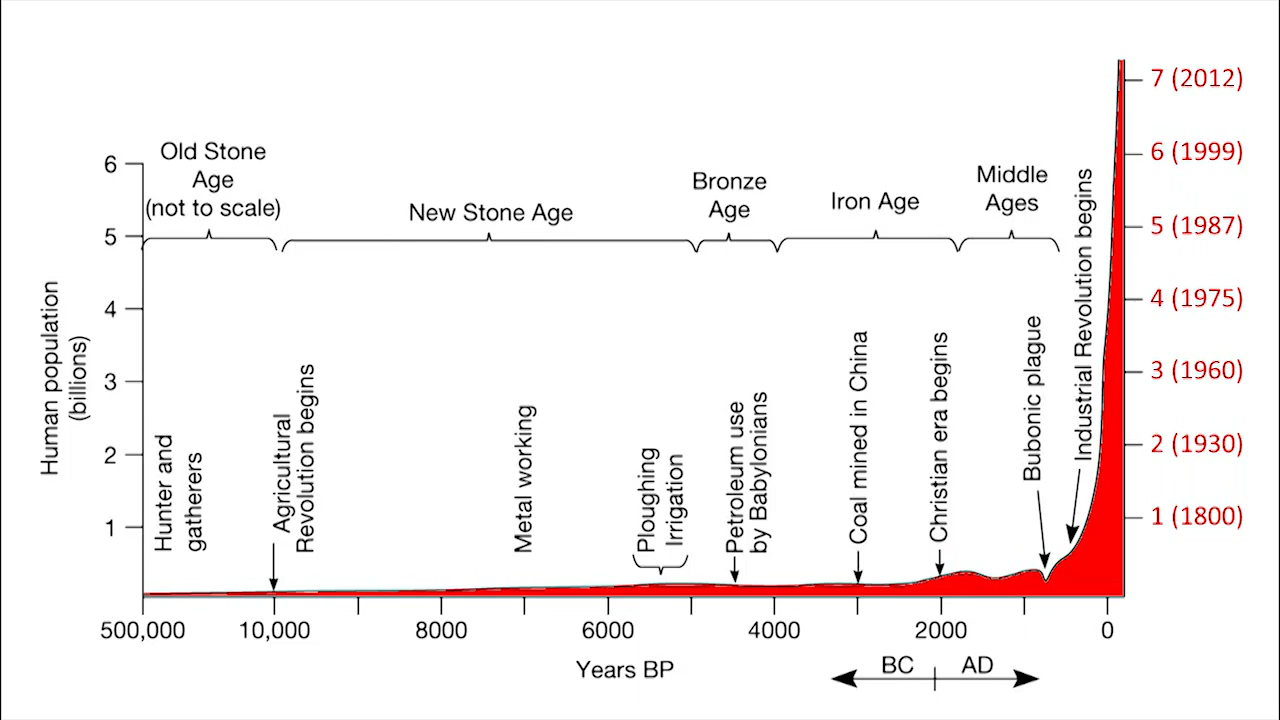 Old Stone
Age
(not to scale)
New Stone Age
Bronze
Age
Iron Age
Middle
Ages
Human population
(billions)
6
5
4
3
2
1
Hunter and
gatherers
Agricultural
Revolution begins
Metal working
Ploughing
Irrigation
Petroleum use
by Babylonians
Coal mined in China
Christian era begins
Bubonic plague
Industrial Revolution begins
7 (2012)
6 (1999)
5 (1987)
4 (1975)
3 (1960)
2 (1930)
1 (1800)
500,000 10,000 8000 6000 4000 2000 0
Years BP
BC AD